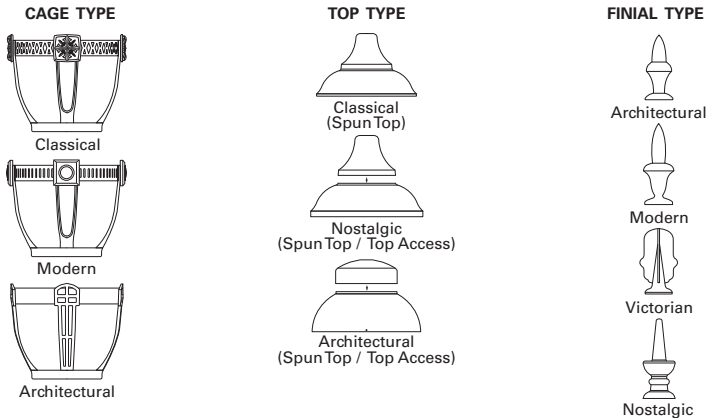 CAGE TYPE
Classical
Modern
Architectural
TOP TYPE
Classical
(Spun Top)
Nostalgic
(Spun Top / Top Access)
Architectural
(Spun Top / Top Access)
FINIAL TYPE
Architectural
Modern
Victorian
Nostalgic